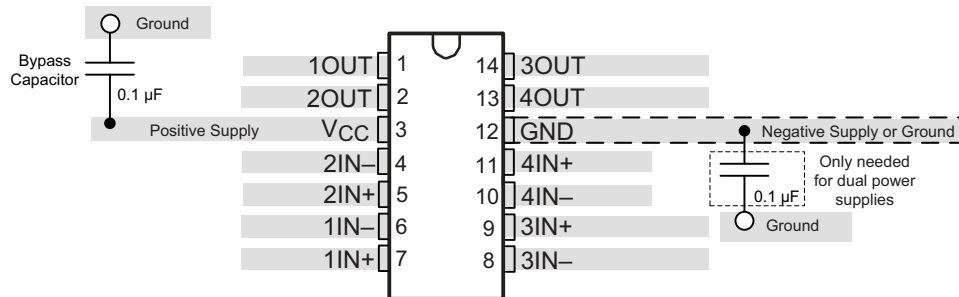 Ground
Bypass
Capacitor
0.1 µF
Positive Supply
1OUT 1
2OUT 2
VCC 3
2IN– 4
2IN+ 5
1IN– 6
1IN+ 7
14 3OUT
13 4OUT
12 GND
11 4IN+
10 4IN–
9 3IN+
8 3IN–
Negative Supply or Ground
Only needed
for dual power
supplies
0.1 µF
Ground